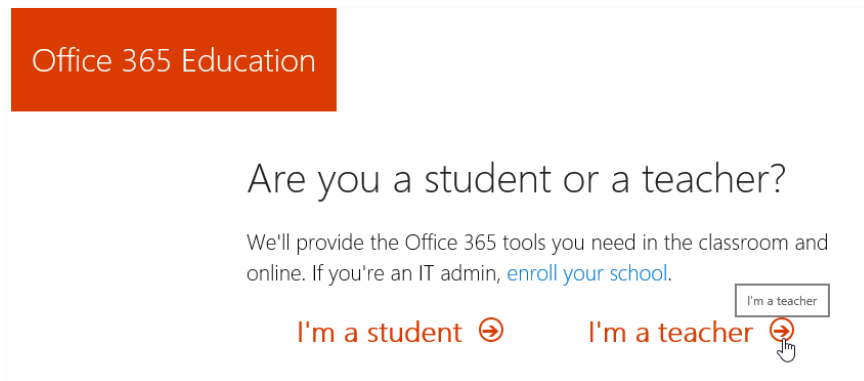 Office 365 Education
Are you a student or a teacher?
We'll provide the Office 365 tools you need in the classroom and
online. If you're an IT admin, enroll your school.
I'm a teacher
I'm a student I'm a teacher